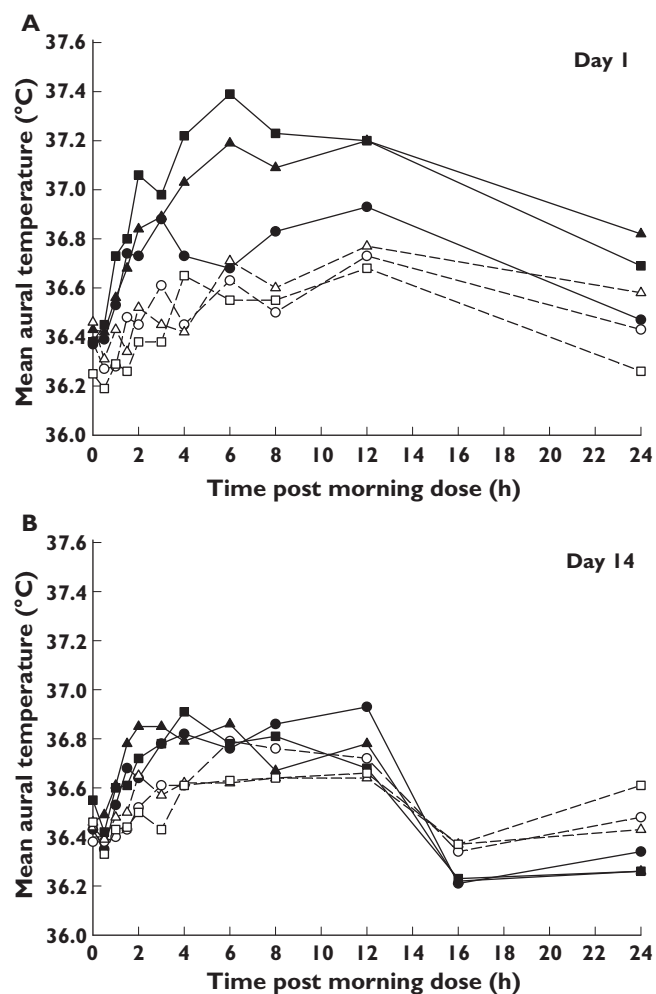 A
Day 1
Mean aural temperature (°C)
37.6
37.4
37.2
37.0
36.8
36.6
36.4
36.2
36.0
0 2 4 6 8 10 12 14 16 18 20 22 24
Time post morning dose (h)
B
Day 14
Mean aural temperature (°C)
37.6
37.4
37.2
37.0
36.8
36.6
36.4
36.2
36.0
0 2 4 6 8 10 12 14 16 18 20 22 24
Time post morning dose (h)